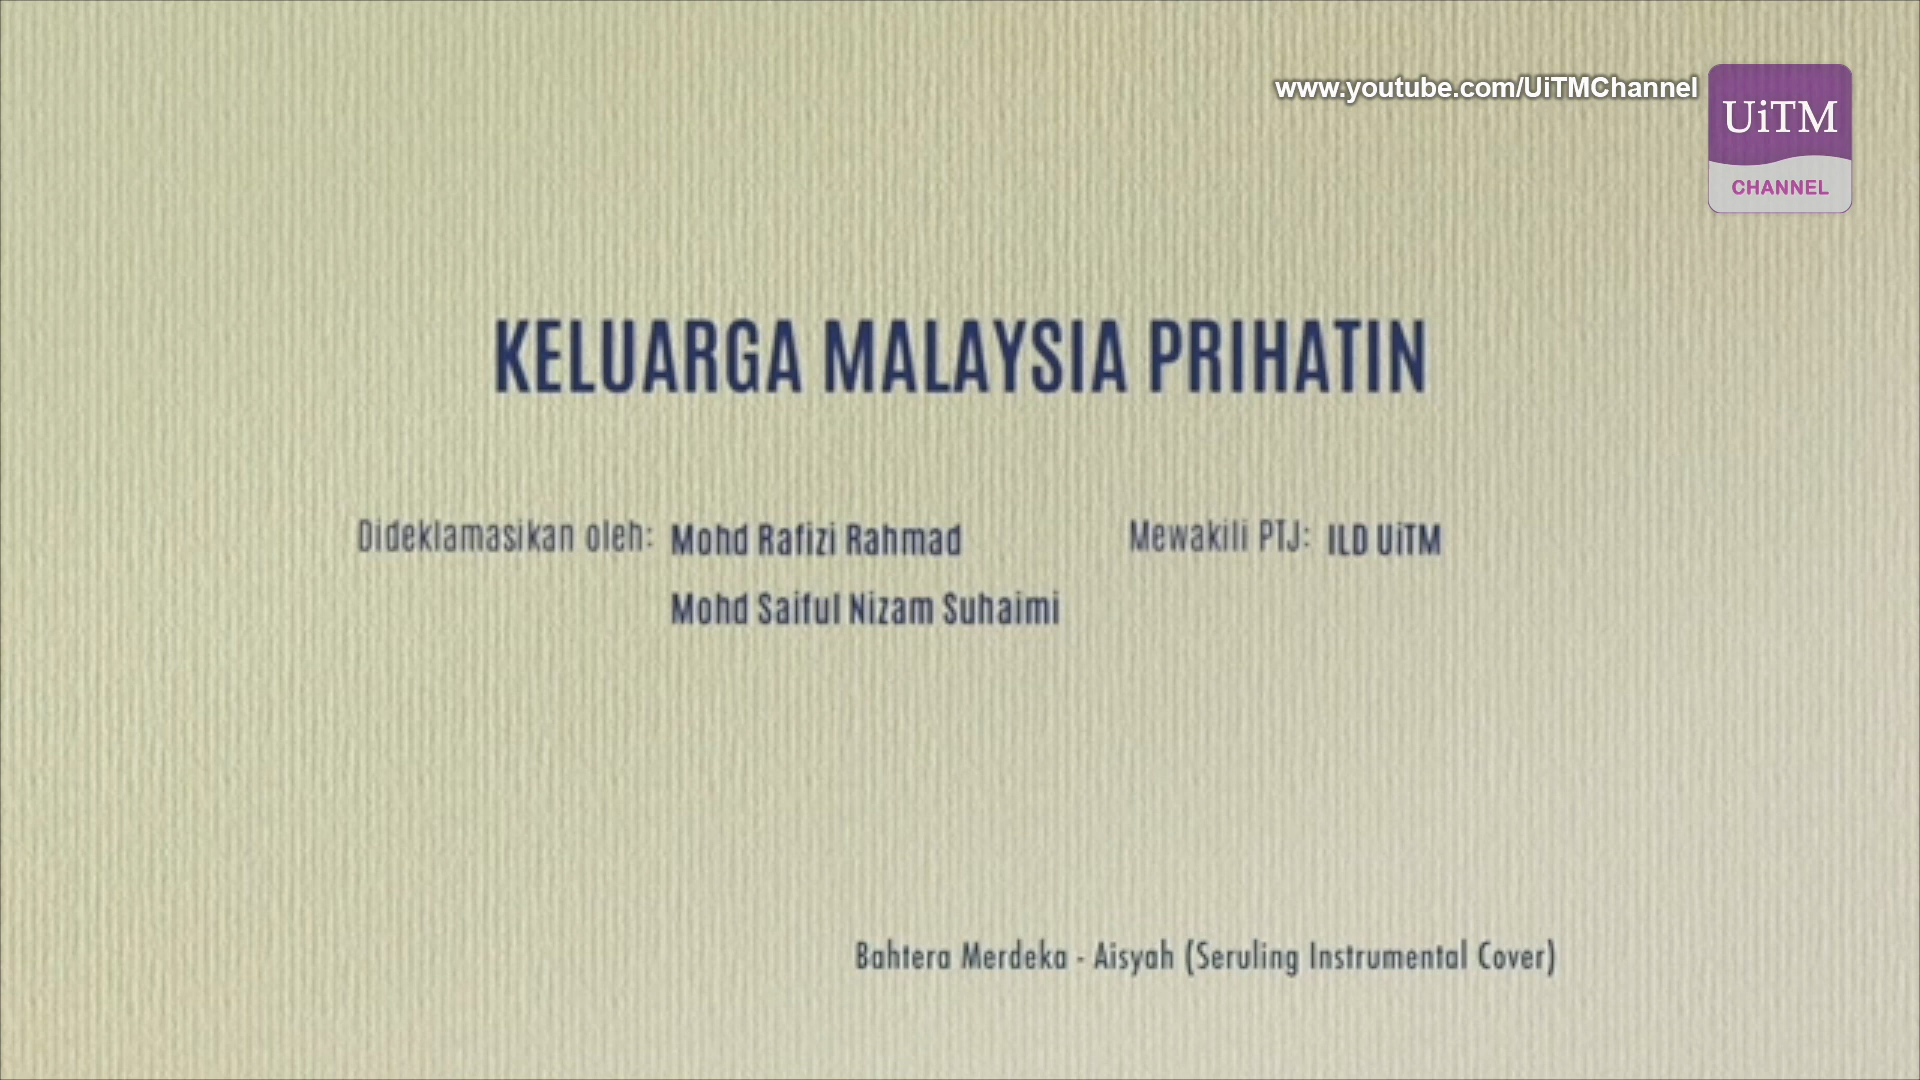 www.youtube.com/UiTMChannel
UiTM
CHANNEL
KELUARGA MALAYSIA PRIHATIN
Dideklamasikan oleh: Mohd Rafizi Rahmad
Mohd Saiful Nizam Suhaimi
Mewakili PTJ: ILD UiTM
Bahtera Merdeka - Aisyah (Seruling Instrumental Cover)